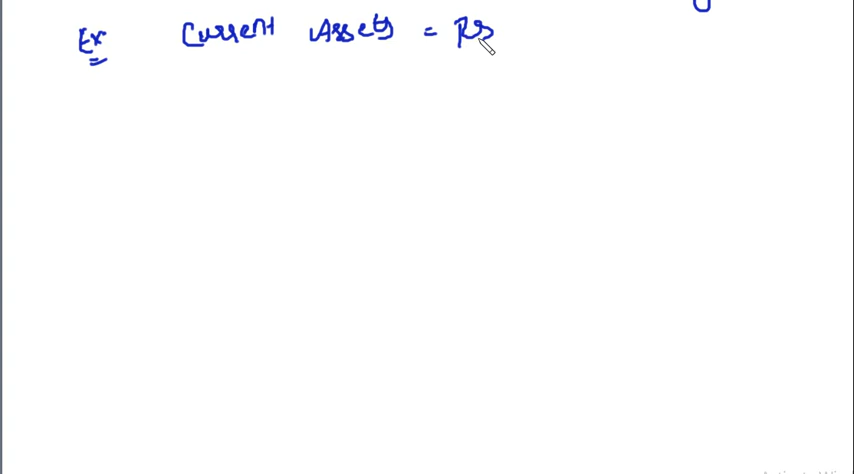 Ex Current Assets = Rs